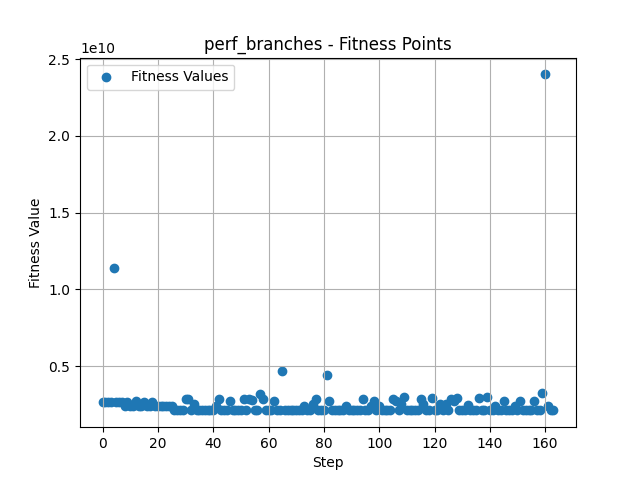 perf_branches - Fitness Points
1e10
2.5
2.0
1.5
1.0
0.5
Fitness Values
Fitness Value
0 20 40 60 80 100 120 140 160
Step